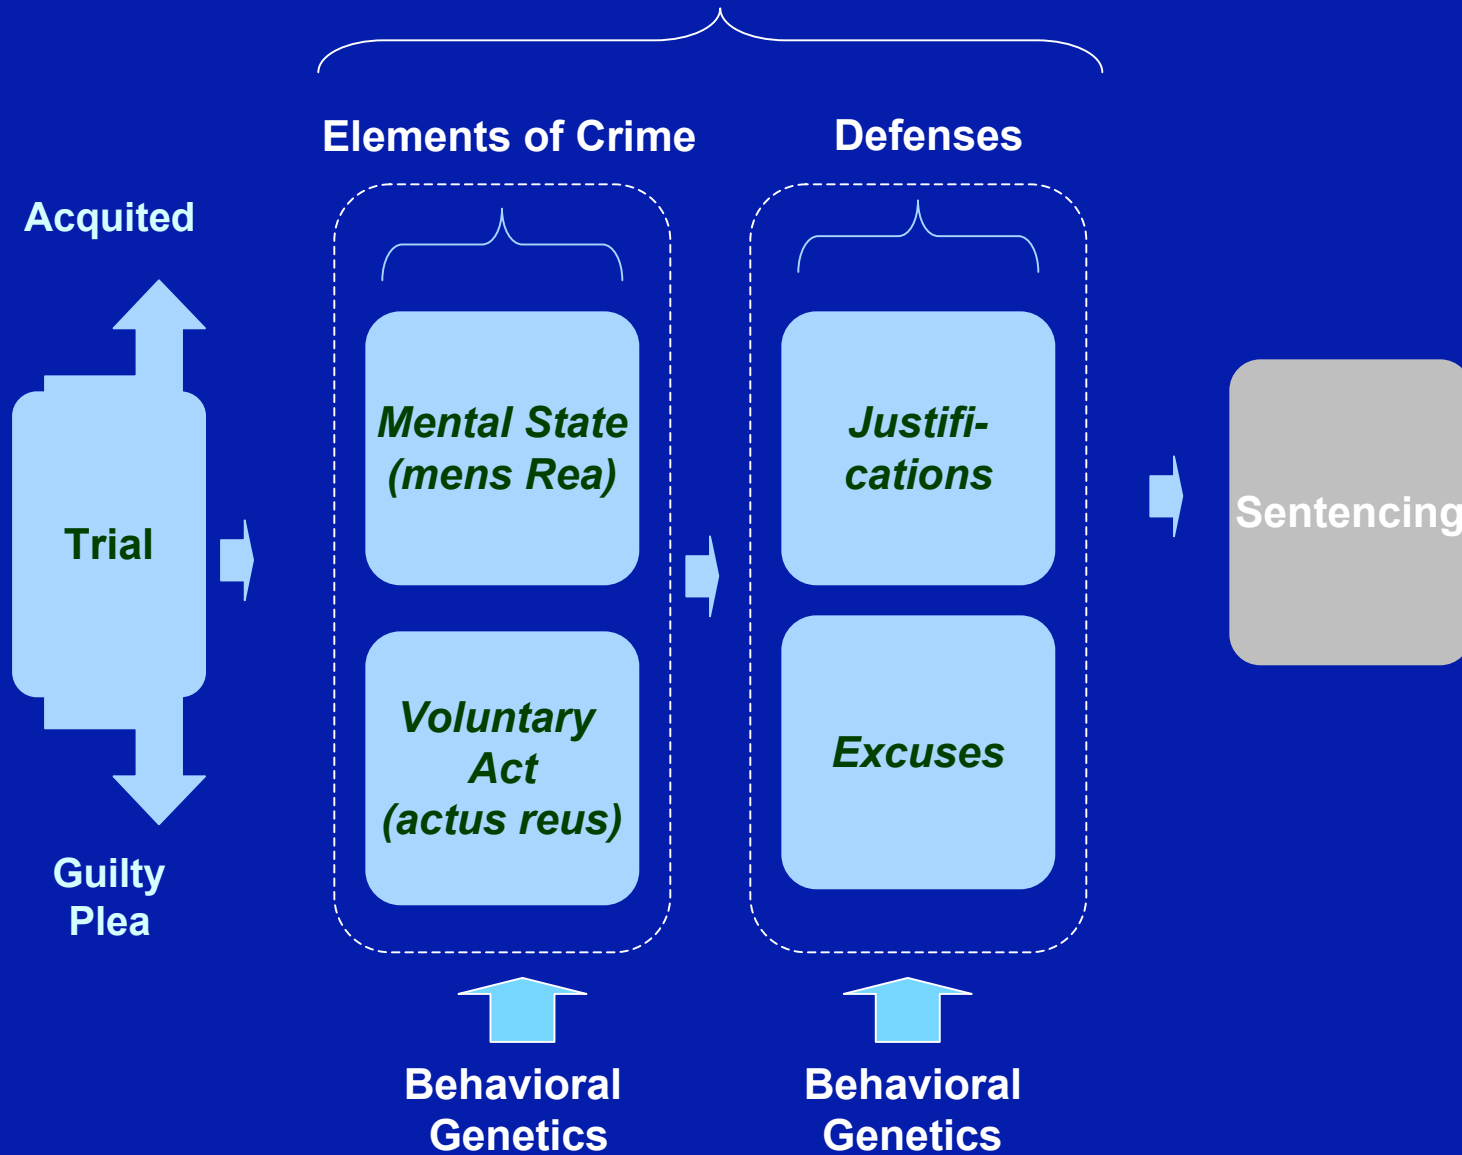 Elements of Crime
Defenses
Acquited
Mental State
(mens Rea)
Justifi-
cations
Trial
Sentencing
Voluntary
Act
(actus reus)
Excuses
Guilty
Plea
Behavioral
Genetics
Behavioral
Genetics